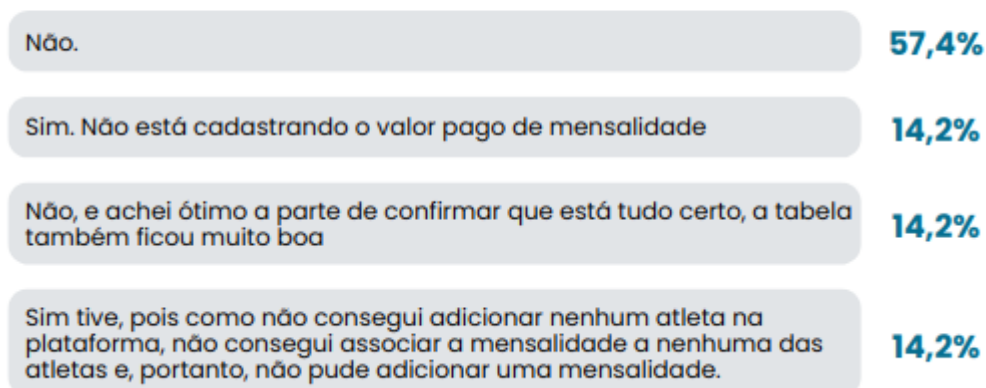 Não.
57,4%
Sim. Não está cadastrando o valor pago de mensalidade
14,2%
Não, e achei ótimo a parte de confirmar que está tudo certo, a tabela
também ficou muito boa
14,2%
Sim tive, pois como não consegui adicionar nenhum atleta na
plataforma, não consegui associar a mensalidade a nenhuma das
atletas e, portanto, não pude adicionar uma mensalidade.
14,2%